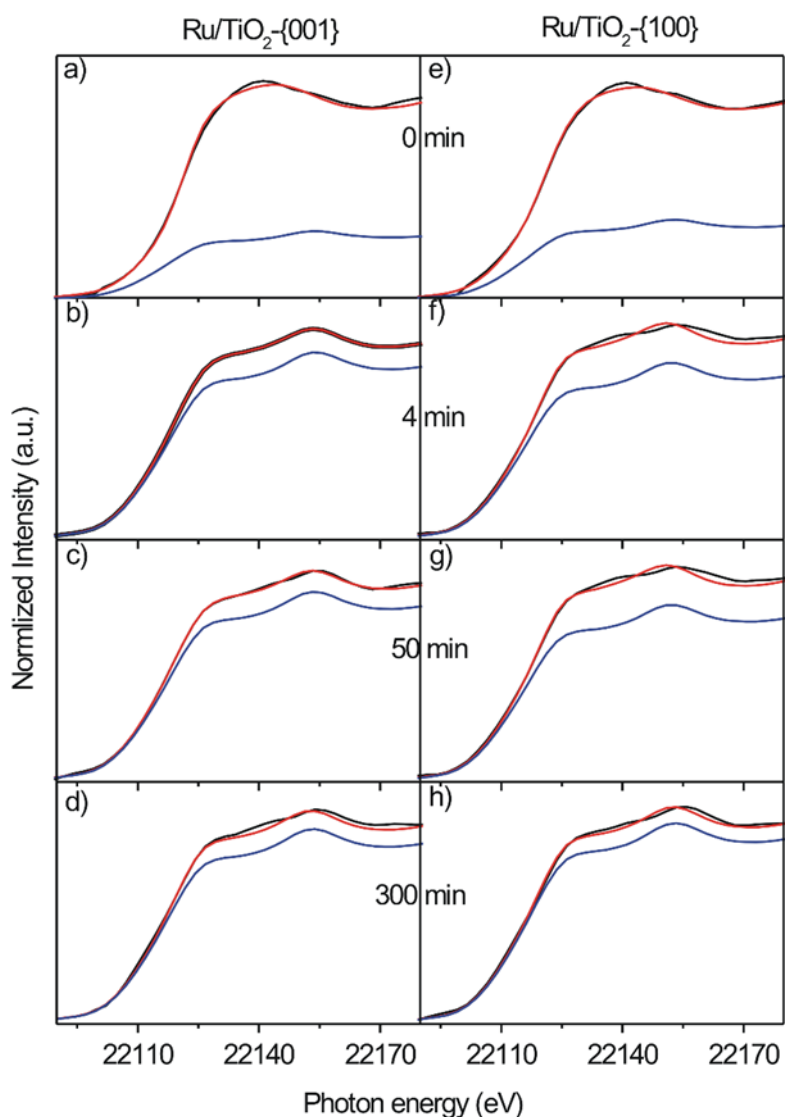 Ru/TiO₂-{001} Ru/TiO₂-{100}
a) e)
0 min
b) f)
4 min
c) g)
50 min
d) h)
300 min
Normlized Intensity (a.u.)
22110 22140 22170 22110 22140 22170
Photon energy (eV)